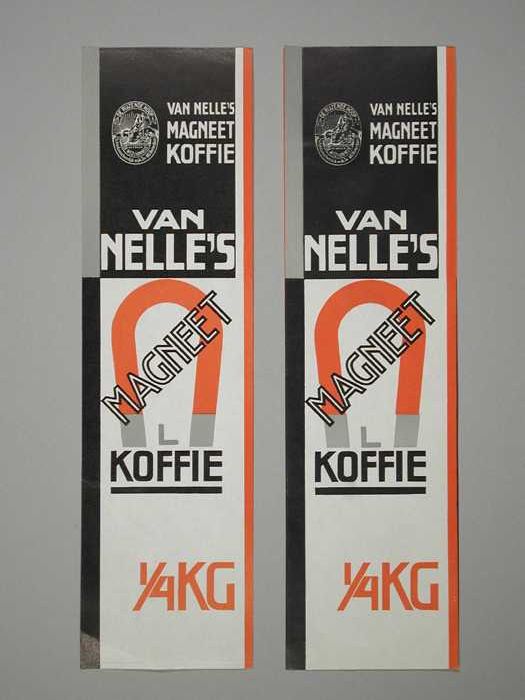 VAN NELLE'S
MAGNEET
KOFFIE
VAN
NELLE'S
MAGNEET
L
KOFFIE
1/4KG
VAN NELLE'S
MAGNEET
KOFFIE
VAN
NELLE'S
MAGNEET
L
KOFFIE
1/4KG